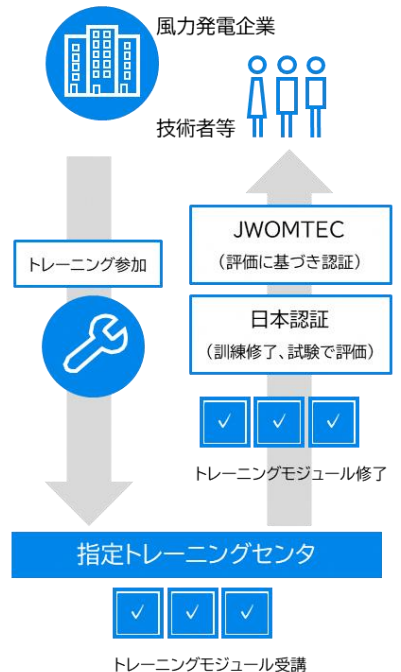 風力発電企業
技術者等
トレーニング参加
JWOMTEC
（評価に基づき認証）
日本認証
（訓練修了、試験で評価）
トレーニングモジュール修了
指定トレーニングセンタ
トレーニングモジュール受講